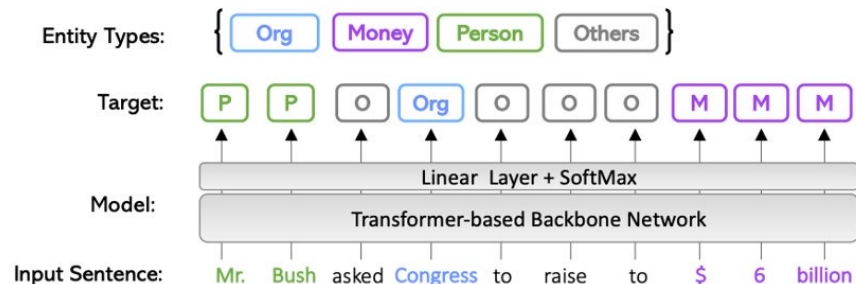 Entity Types: { Org Money Person Others }
Target: P P O Org O O O M M M
Linear Layer + SoftMax
Model:
Transformer-based Backbone Network
Input Sentence: Mr. Bush asked Congress to raise to $ 6 billion